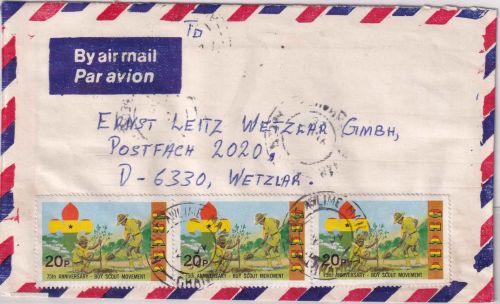 TO
By air mail
Par avion
ERNST LEITZ WETZLAR GMBH,
POSTFACH 2020,
D-6330, WETZLAR.
20P
75th ANNIVERSARY - BOY SCOUT MOVEMENT
20P
75th ANNIVERSARY - BOY SCOUT MOVEMENT
20P
75th ANNIVERSARY - BOY SCOUT MOVEMENT